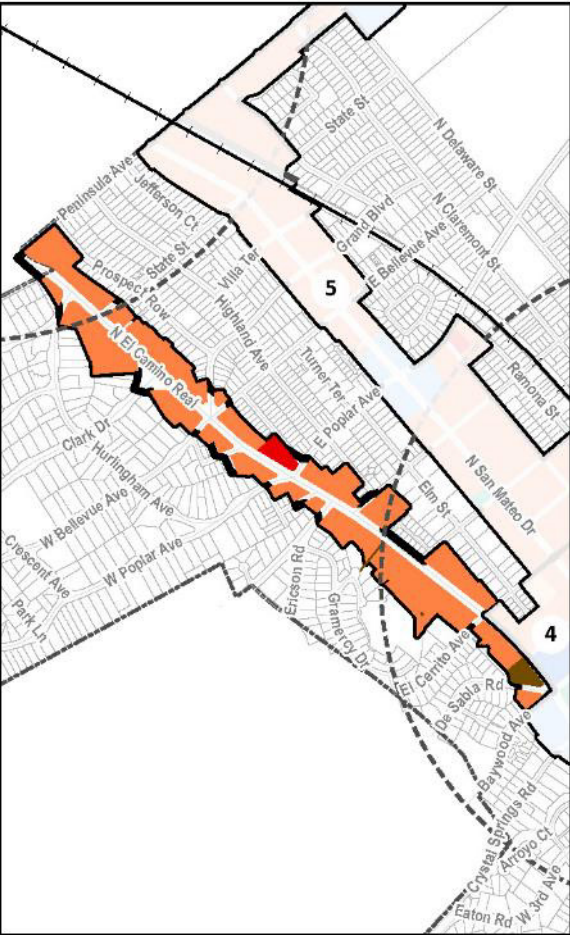 State St
N Delaware St
Peninsula Ave
Jefferson Ct
N Claremont St
Grand Blvd
State St
E Bellevue Ave
Villa Ter
Prospect Row
5
Highland Ave
N El Camino Real
Turner Ter
Ramona St
E Poplar Ave
Clark Dr
Hurlingham Ave
N San Mateo Dr
Elm St
W Bellevue Ave
Crescent Ave
W Poplar Ave
Ericson Rd
Park Ln
Gramercy Dr
4
El Cerrito Ave
De Sabla Rd
Baywood Ave
Crystal Springs Rd
Arroyo Ct
W 3rd Ave
Eaton Rd